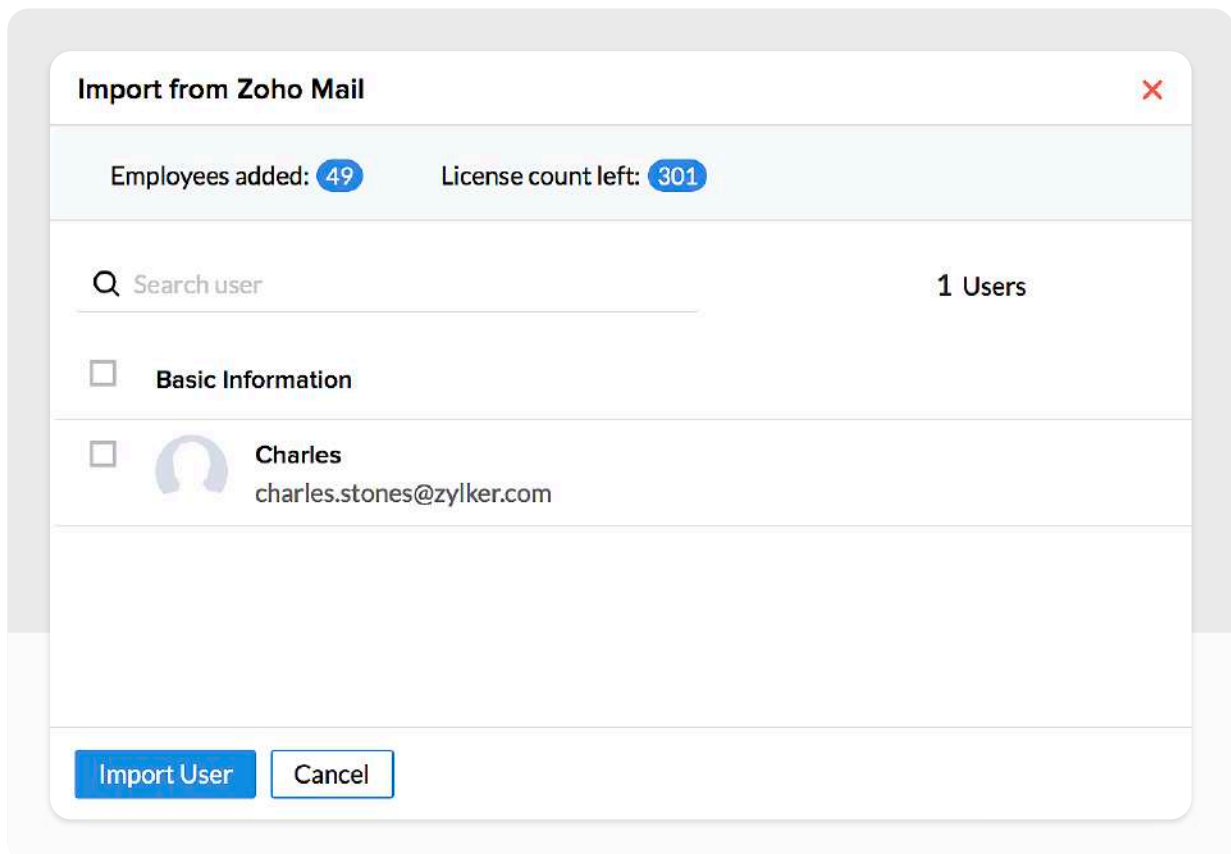 Import from Zoho Mail
Employees added: 49 License count left: 301
Search user 1 Users
Basic Information
Charles
charles.stones@zylker.com
Import User Cancel